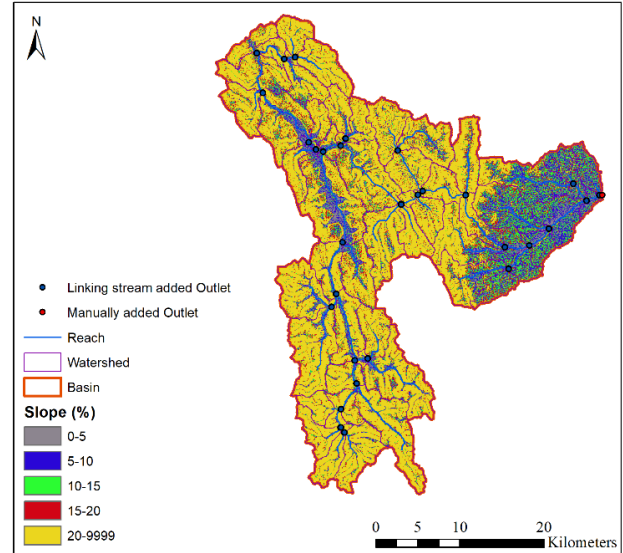 N
Linking stream added Outlet
Manually added Outlet
Reach
Watershed
Basin
Slope (%)
0-5
5-10
10-15
15-20
20-9999
0 5 10 20
Kilometers